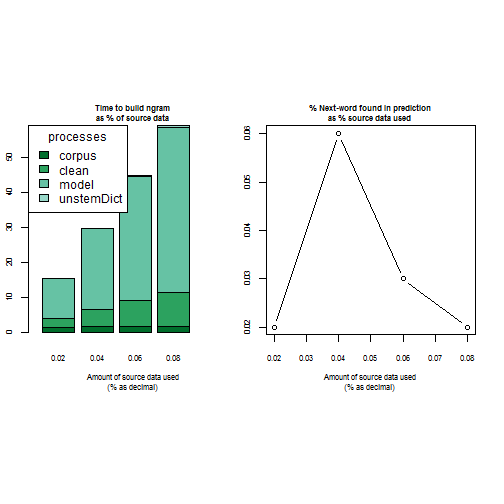 Time to build ngram
as % of source data
processes
corpus
clean
model
unstemDict
0 10 20 30 40 50
0.02 0.04 0.06 0.08
Amount of source data used
(% as decimal)
% Next-word found in prediction
as % source data used
0.02 0.03 0.04 0.05 0.06
0.02 0.03 0.04 0.05 0.06 0.07 0.08
Amount of source data used
(% as decimal)